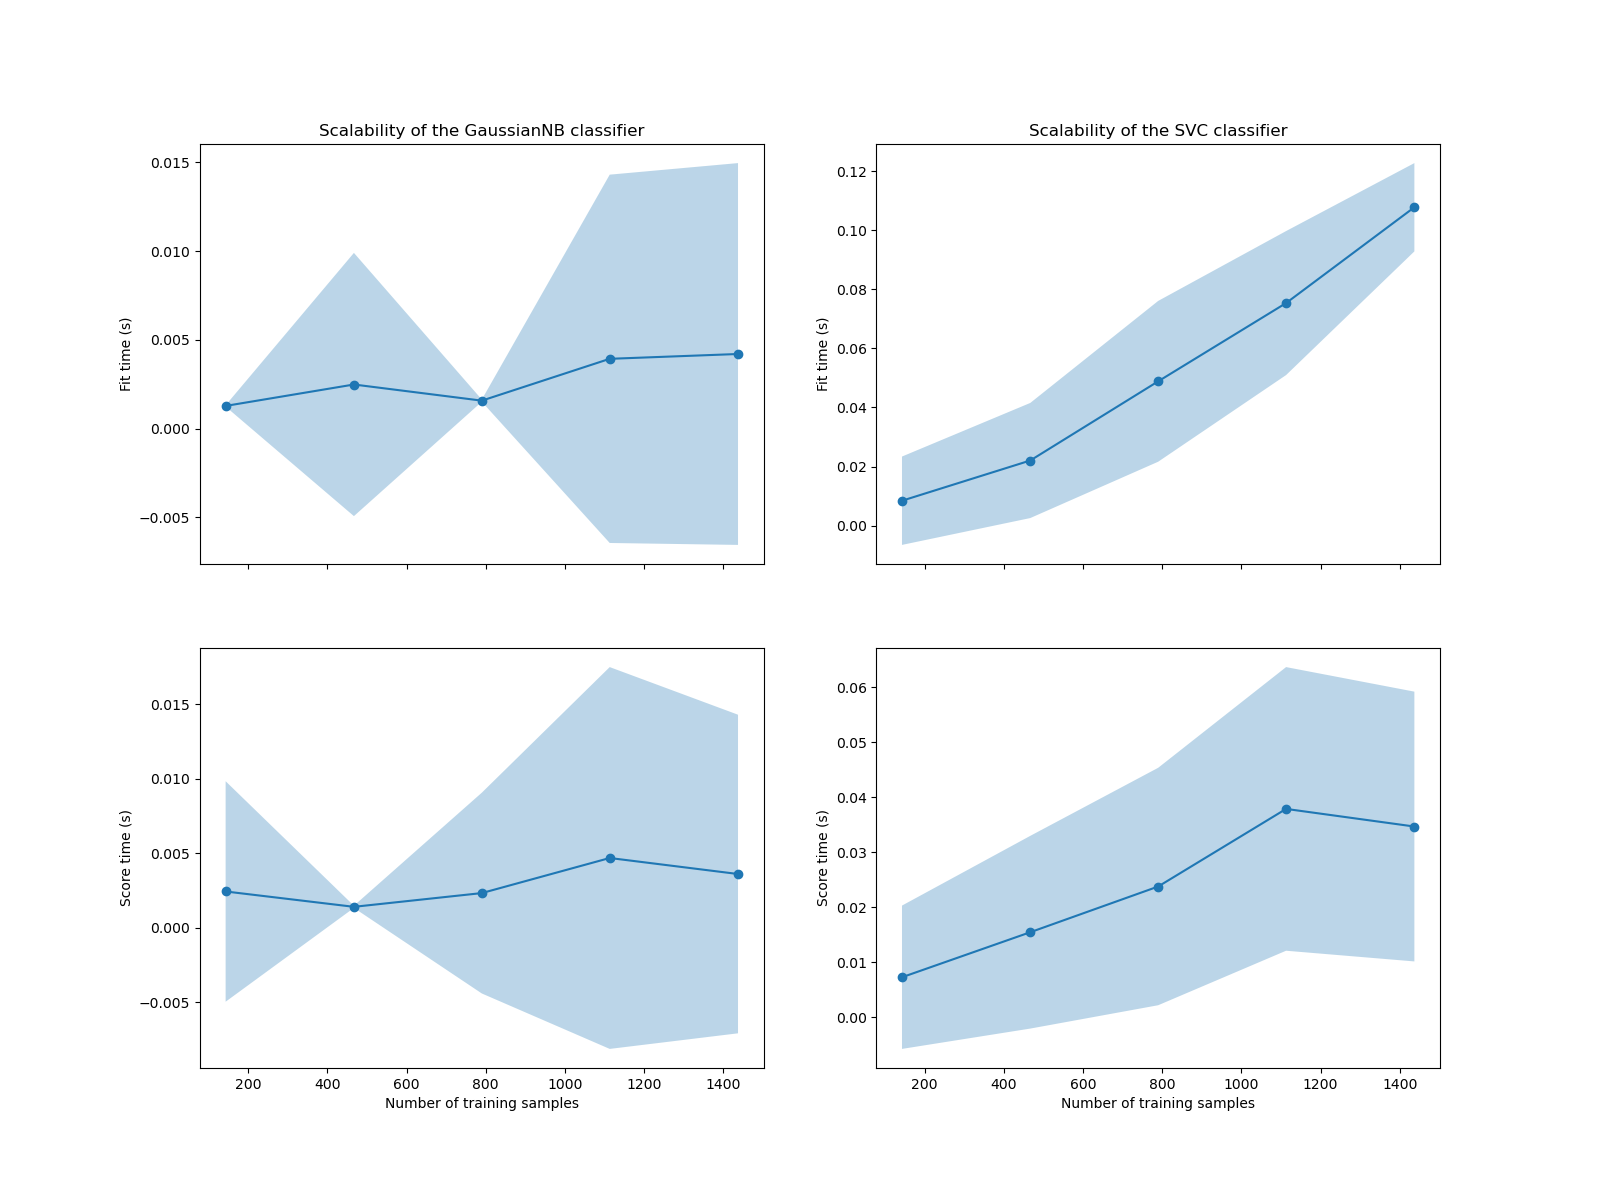 Scalability of the GaussianNB classifier
0.015
0.010
0.005
0.000
−0.005
Fit time (s)
Scalability of the SVC classifier
0.12
0.10
0.08
0.06
0.04
0.02
0.00
Fit time (s)
0.015
0.010
0.005
0.000
−0.005
Score time (s)
200 400 600 800 1000 1200 1400
Number of training samples
0.06
0.05
0.04
0.03
0.02
0.01
0.00
Score time (s)
200 400 600 800 1000 1200 1400
Number of training samples